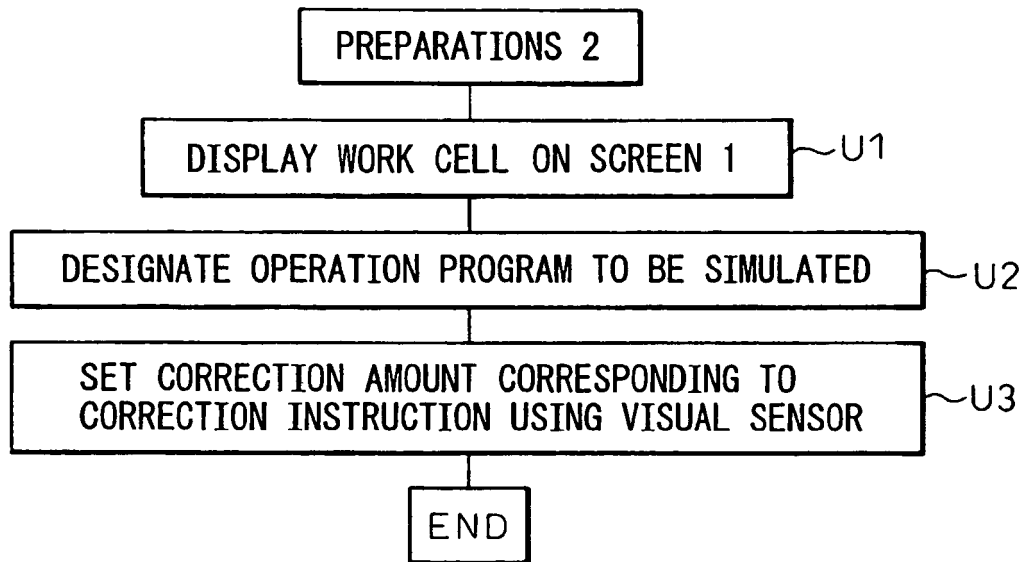 PREPARATIONS 2
DISPLAY WORK CELL ON SCREEN 1
U1
DESIGNATE OPERATION PROGRAM TO BE SIMULATED
U2
SET CORRECTION AMOUNT CORRESPONDING TO
CORRECTION INSTRUCTION USING VISUAL SENSOR
U3
END